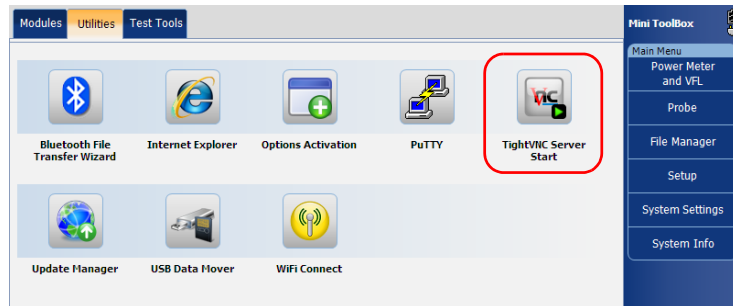 Modules Utilities Test Tools
Mini ToolBox
Main Menu
Power Meter
and VFL
Probe
File Manager
Setup
System Settings
System Info
Bluetooth File
Transfer Wizard
Internet Explorer
Options Activation
PuTTY
TightVNC Server
Start
Update Manager
USB Data Mover
WiFi Connect